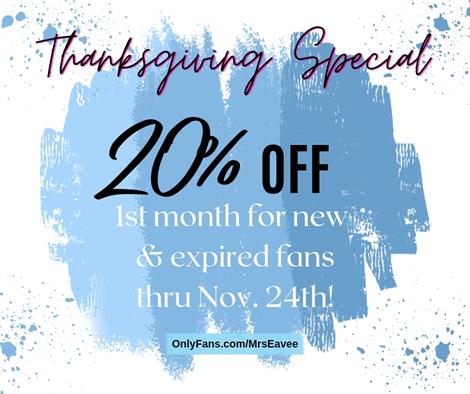 Thanksgiving Special
20% OFF
1st month for new
& expired fans
thru Nov. 24th!
OnlyFans.com/MrsEavee